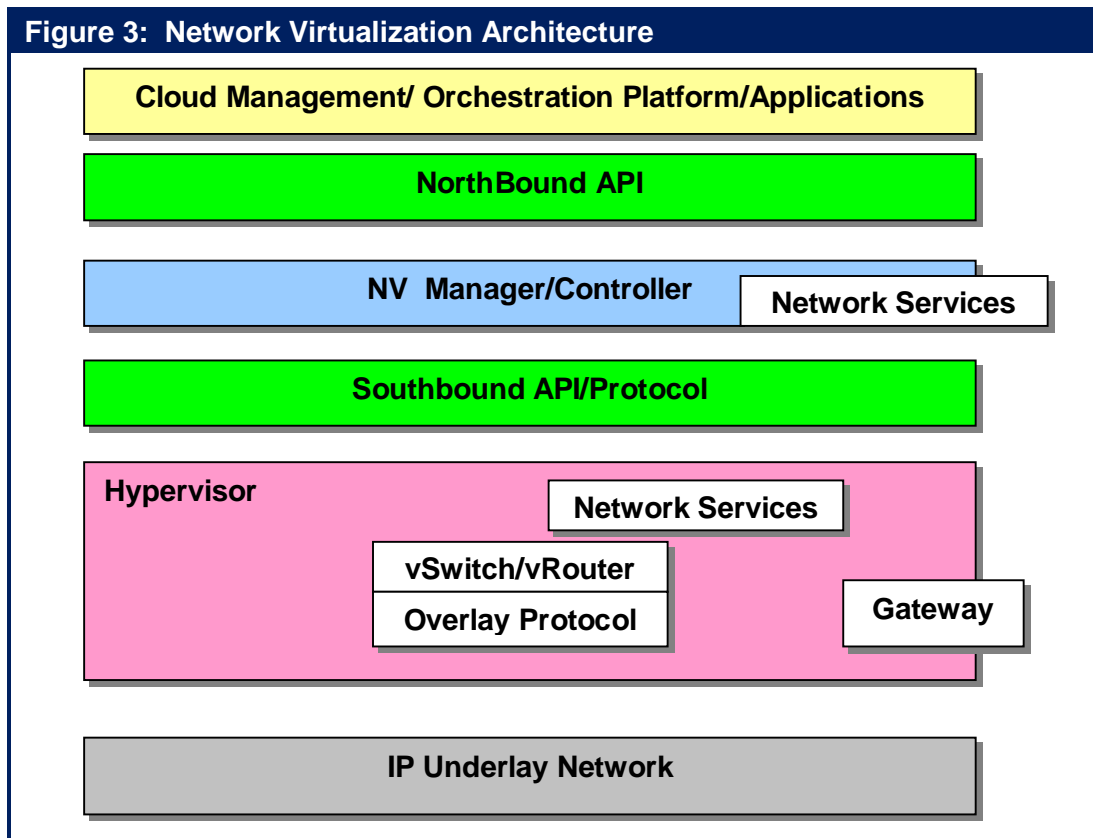 Figure 3: Network Virtualization Architecture
Cloud Management/ Orchestration Platform/Applications
NorthBound API
NV Manager/Controller
Network Services
Southbound API/Protocol
Hypervisor
Network Services
vSwitch/vRouter
Overlay Protocol
Gateway
IP Underlay Network